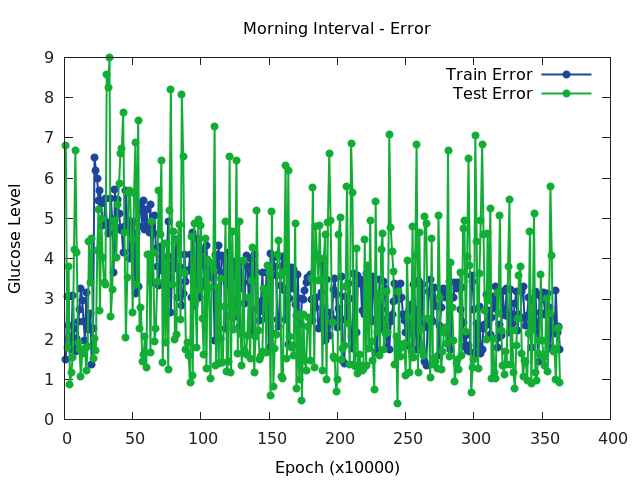 Morning Interval - Error
9
8
7
6
5
4
3
2
1
0
Glucose Level
Train Error
Test Error
0 50 100 150 200 250 300 350 400
Epoch (x10000)